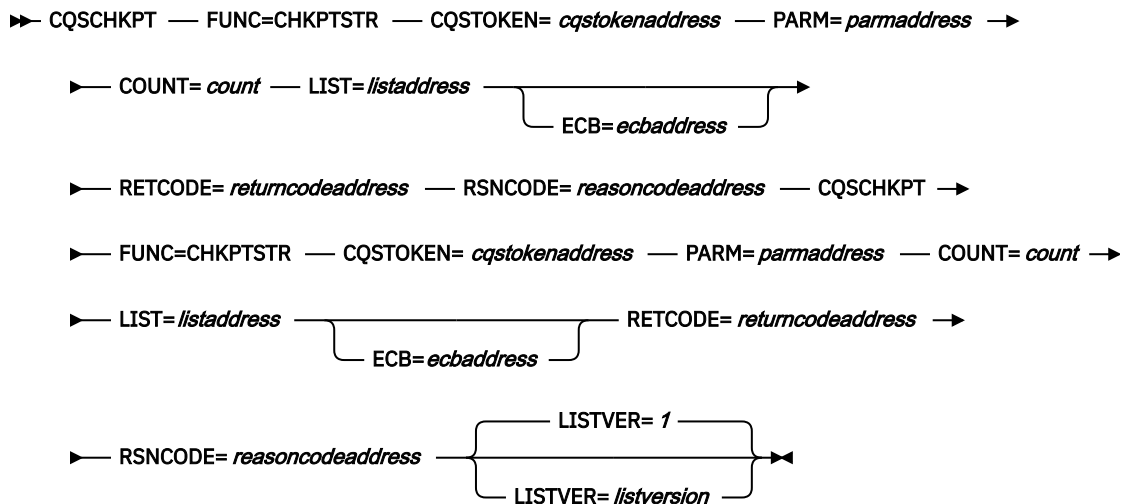 CQSCHKPT FUNC=CHKPTSTR CQSTOKEN= cqstokenaddress PARM= parmaddress
COUNT= count LIST= listaddress
ECB= ecbaddress
RETCODE= returncodeaddress RSNCODE= reasoncodeaddress CQSCHKPT
FUNC=CHKPTSTR CQSTOKEN= cqstokenaddress PARM= parmaddress COUNT= count
LIST= listaddress RETCODE= returncodeaddress
ECB= ecbaddress
LISTVER= 1
RSNCODE= reasoncodeaddress
LISTVER= listversion